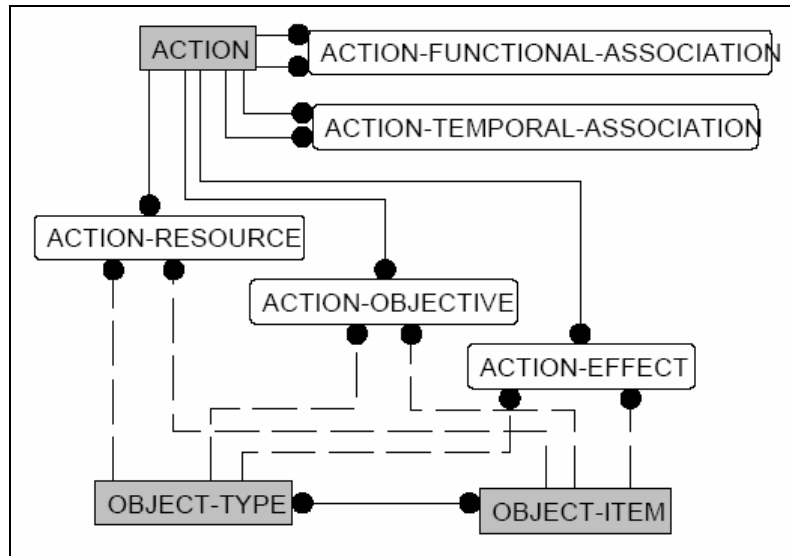 ACTION
ACTION-FUNCTIONAL-ASSOCIATION
ACTION-TEMPORAL-ASSOCIATION
ACTION-RESOURCE
ACTION-OBJECTIVE
ACTION-EFFECT
OBJECT-TYPE
OBJECT-ITEM